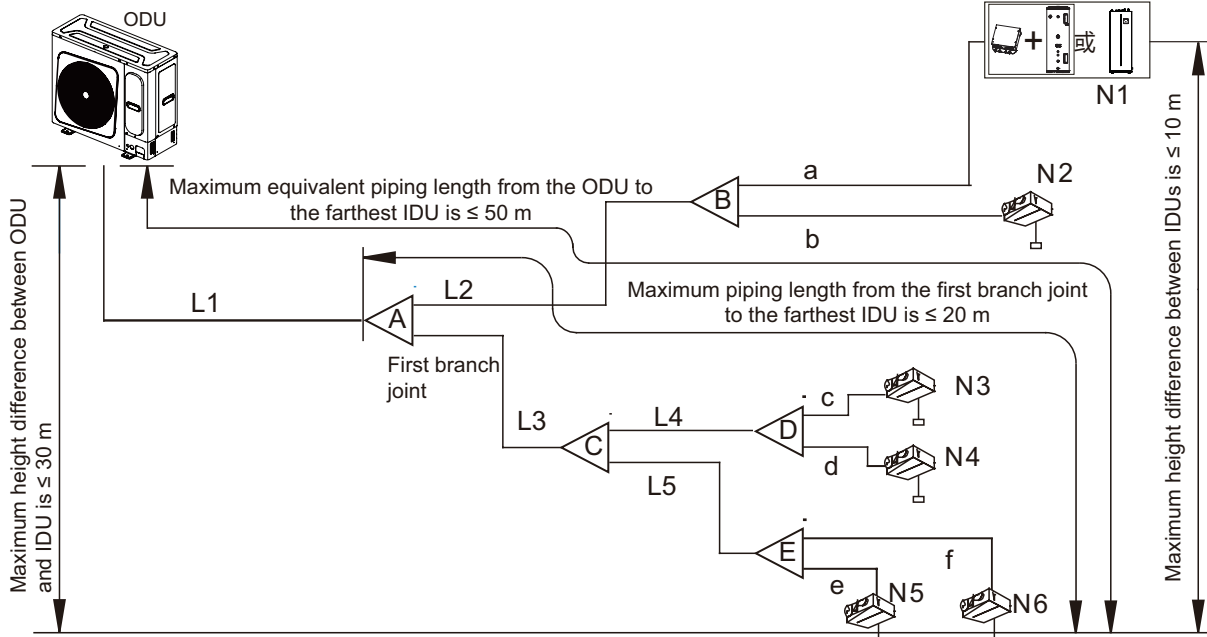 ODU
+
或
N1
a
N2
B
b
Maximum equivalent piping length from the ODU to
the farthest IDU is ≤ 50 m
L1
L2
A
First branch
joint
Maximum piping length from the first branch joint
to the farthest IDU is ≤ 20 m
L3
C
L4
L5
D
c
N3
d
N4
E
f
e
N5
N6
Maximum height difference between ODU
and IDU is ≤ 30 m
Maximum height difference between IDUs is ≤ 10 m